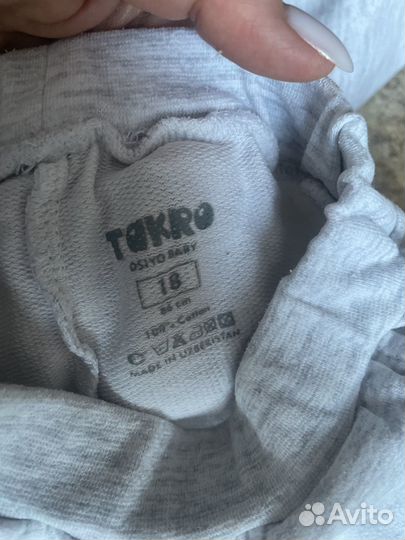 TAKRO
OSIYO BABY
18
86 cm
100% Cotton
MADE IN UZBEKISTAN
Avito